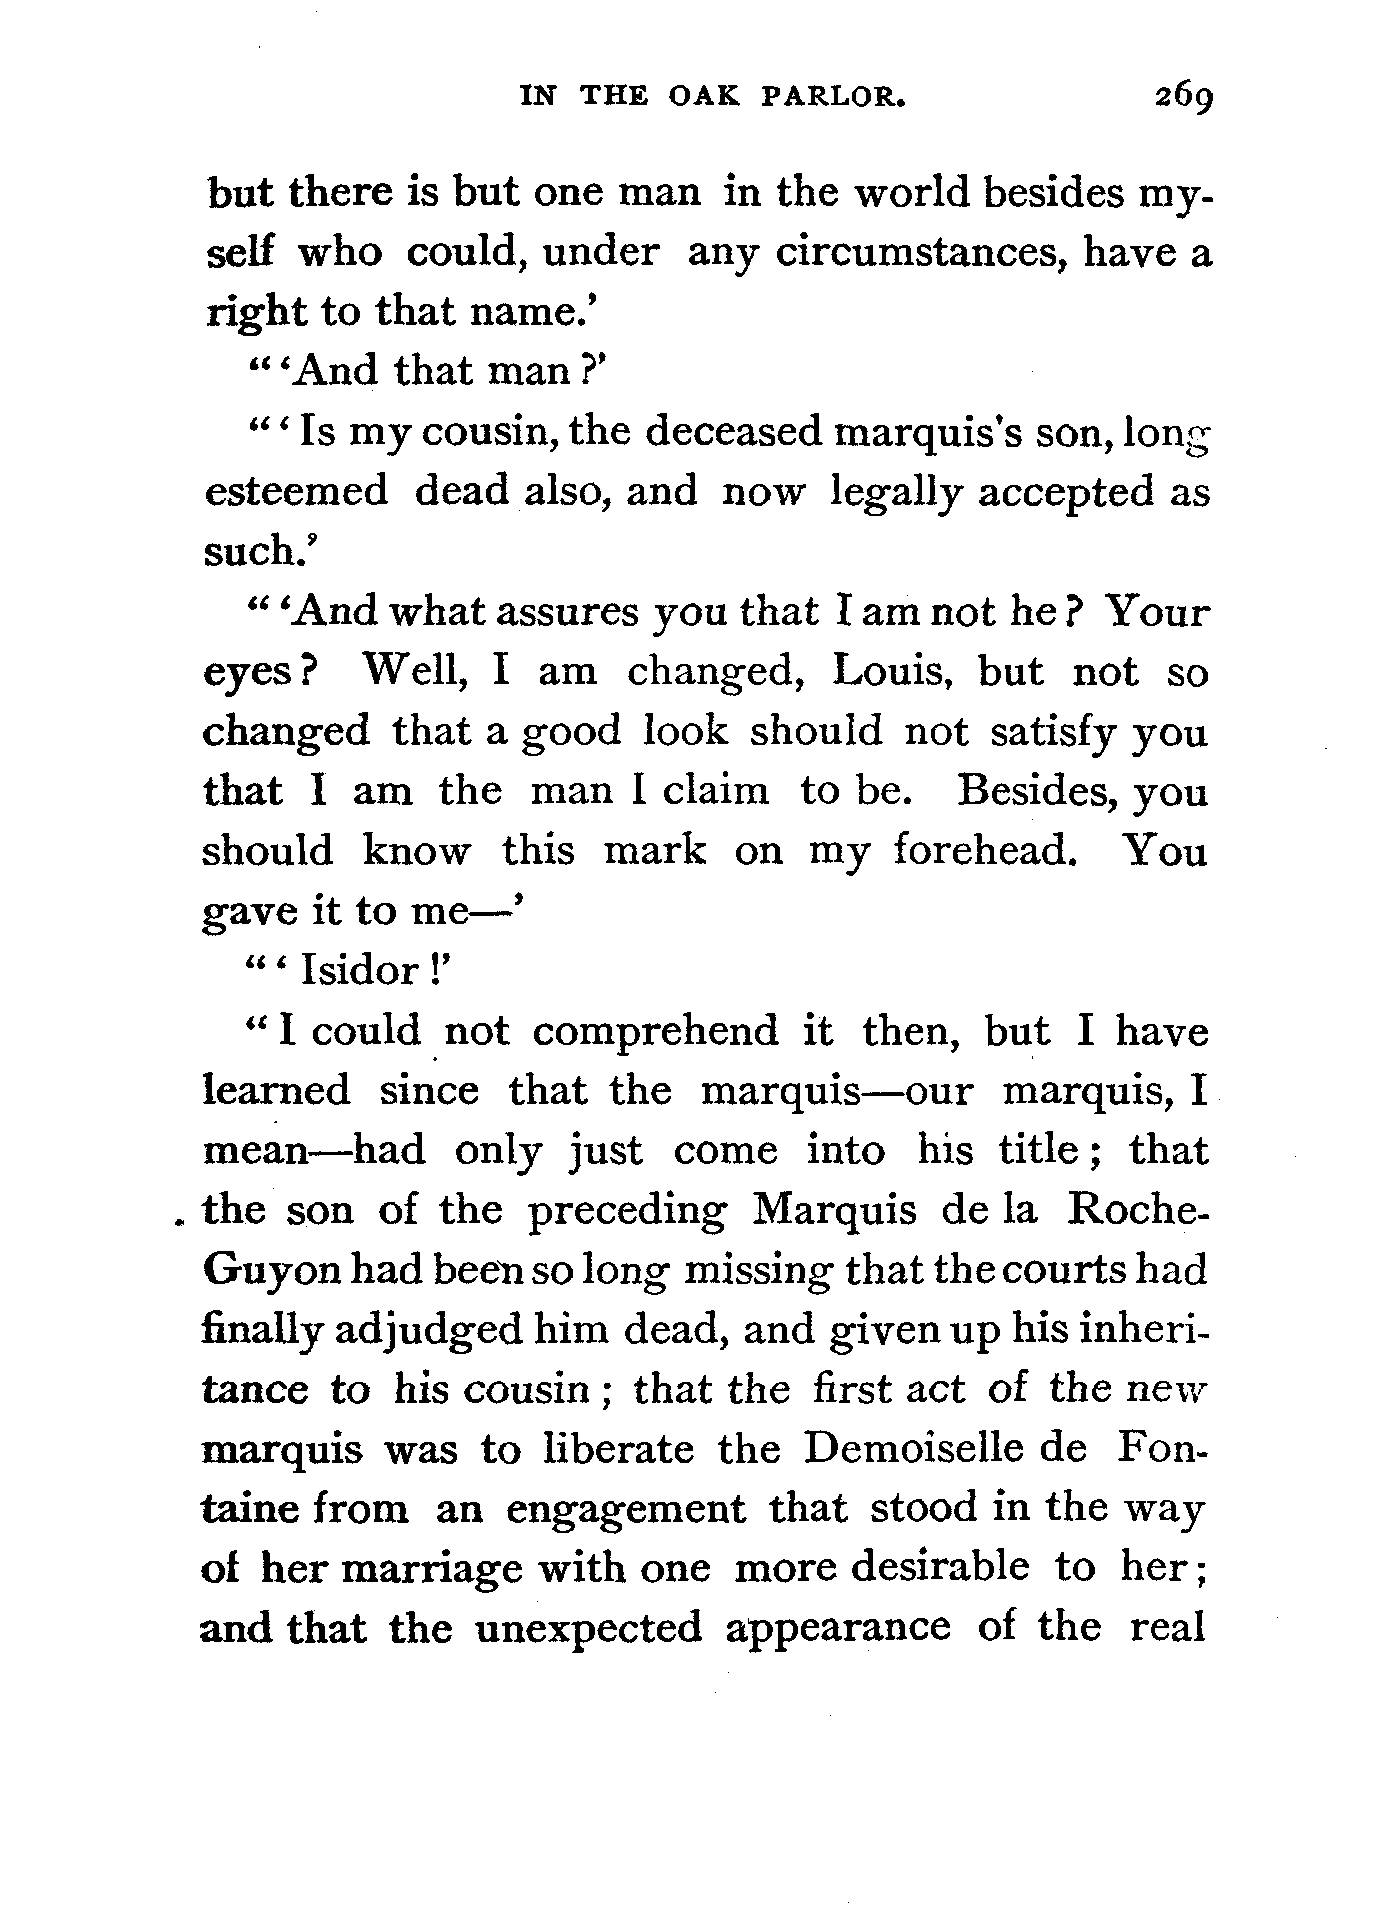 IN THE OAK PARLOR. 269
but there is but one man in the world besides my-
self who could, under any circumstances, have a
right to that name.'
"'And that man?'
"' Is my cousin, the deceased marquis's son, long
esteemed dead also, and now legally accepted as
such.'
"'And what assures you that I am not he? Your
eyes? Well, I am changed, Louis, but not so
changed that a good look should not satisfy you
that I am the man I claim to be. Besides, you
should know this mark on my forehead. You
gave it to me—'
"' Isidor!'
"I could not comprehend it then, but I have
learned since that the marquis—our marquis, I
mean—had only just come into his title; that
the son of the preceding Marquis de la Roche-
Guyon had been so long missing that the courts had
finally adjudged him dead, and given up his inheri-
tance to his cousin; that the first act of the new
marquis was to liberate the Demoiselle de Fon-
taine from an engagement that stood in the way
of her marriage with one more desirable to her;
and that the unexpected appearance of the real